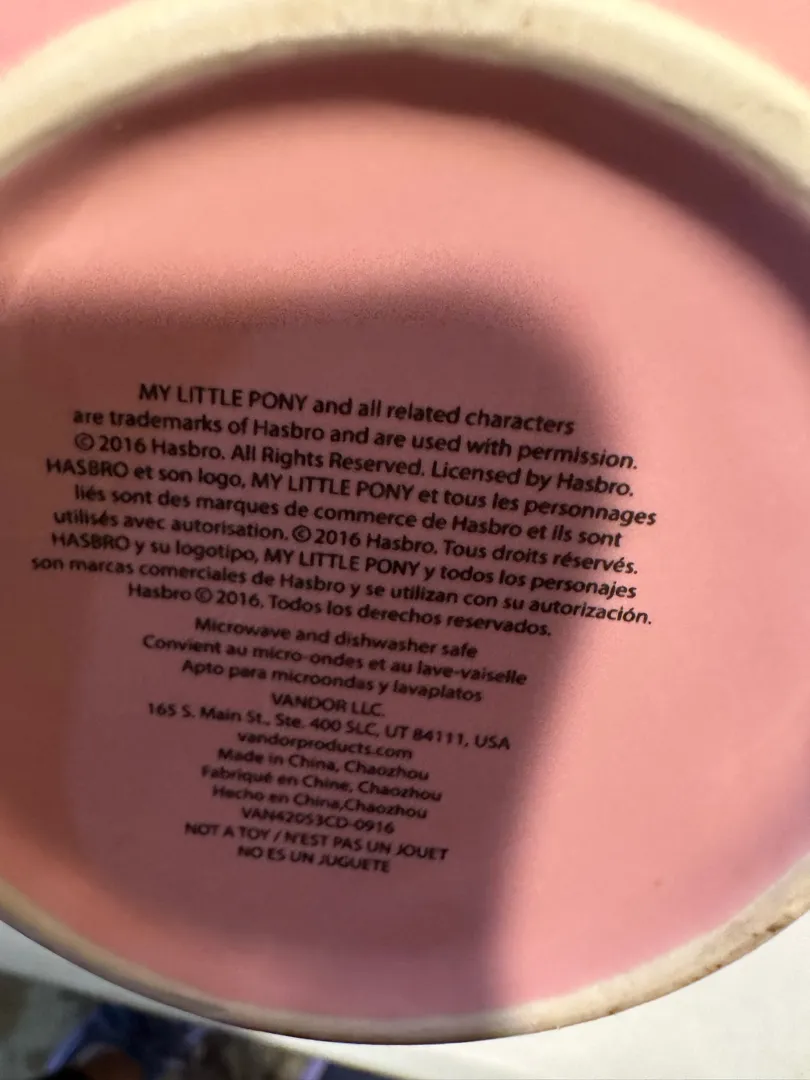 MY LITTLE PONY and all related characters
are trademarks of Hasbro and are used with permission.
© 2016 Hasbro. All Rights Reserved. Licensed by Hasbro.
HASBRO et son logo, MY LITTLE PONY et tous les personnages
liés sont des marques de commerce de Hasbro et ils sont
utilisés avec autorisation. © 2016 Hasbro. Tous droits réservés.
HASBRO y su logotipo, MY LITTLE PONY y todos los personajes
son marcas comerciales de Hasbro y se utilizan con su autorización.
Hasbro © 2016. Todos los derechos reservados.
Microwave and dishwasher safe
Convient au micro-ondes et au lave-vaiselle
Apto para microondas y lavaplatos
VANDOR LLC.
165 S. Main St., Ste. 400 SLC, UT 84111, USA
vandorproducts.com
Made in China, Chaozhou
Fabriqué en Chine, Chaozhou
Hecho en China,Chaozhou
VAN42053CD-0916
NOT A TOY / N'EST PAS UN JOUET
NO ES UN JUGUETE